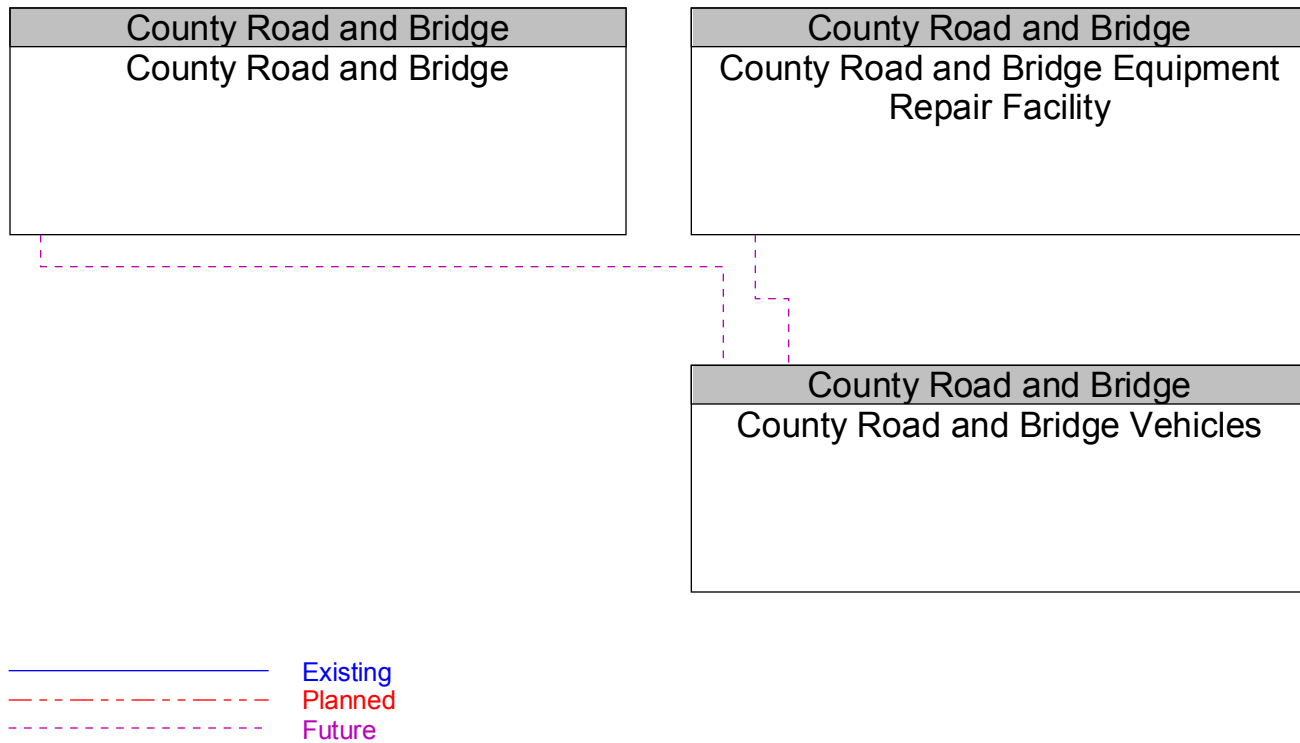 County Road and Bridge
County Road and Bridge
County Road and Bridge
County Road and Bridge Equipment
Repair Facility
County Road and Bridge
County Road and Bridge Vehicles
Existing
Planned
Future